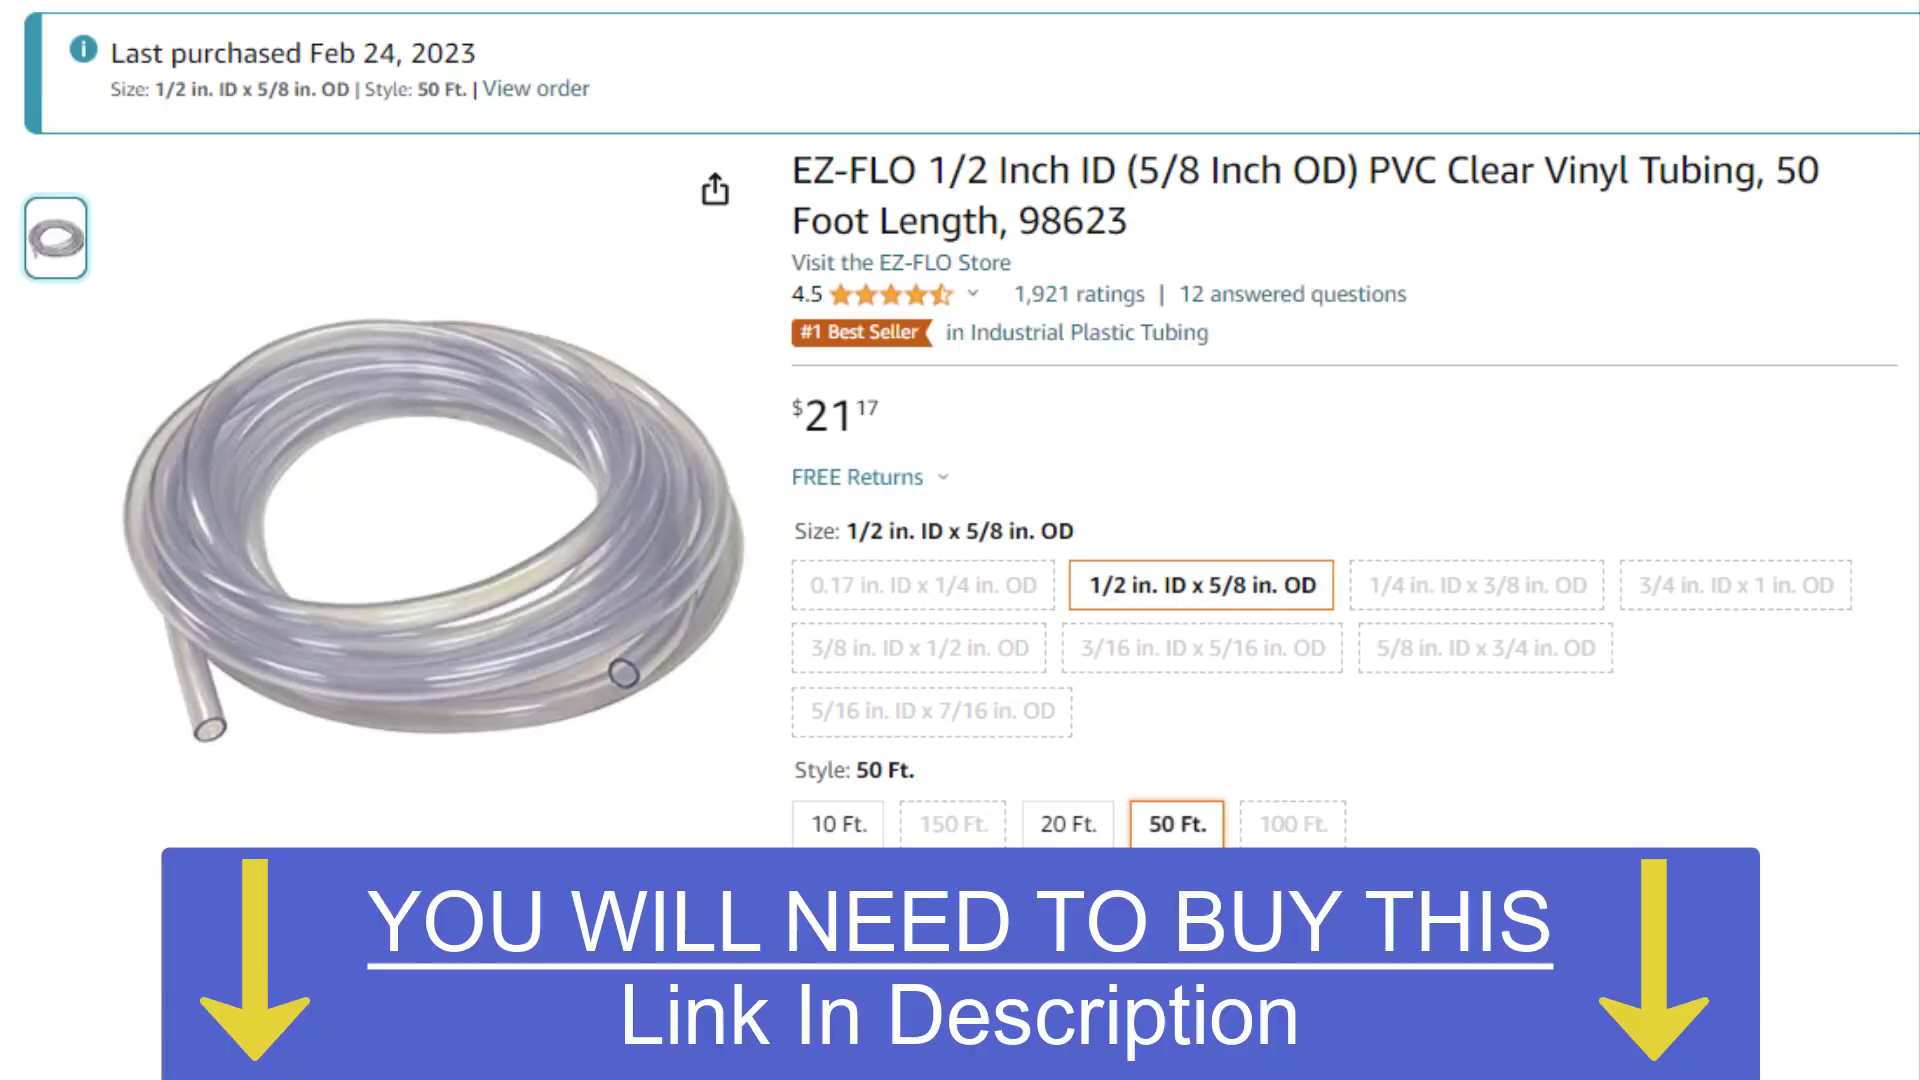 Last purchased Feb 24, 2023
Size: 1/2 in. ID x 5/8 in. OD | Style: 50 Ft. | View order
EZ-FLO 1/2 Inch ID (5/8 Inch OD) PVC Clear Vinyl Tubing, 50
Foot Length, 98623
Visit the EZ-FLO Store
4.5 1,921 ratings | 12 answered questions
#1 Best Seller in Industrial Plastic Tubing
$21 17
FREE Returns
Size: 1/2 in. ID x 5/8 in. OD
0.17 in. ID x 1/4 in. OD 1/2 in. ID x 5/8 in. OD 1/4 in. ID x 3/8 in. OD 3/4 in. ID x 1 in. OD
3/8 in. ID x 1/2 in. OD 3/16 in. ID x 5/16 in. OD 5/8 in. ID x 3/4 in. OD
5/16 in. ID x 7/16 in. OD
Style: 50 Ft.
10 Ft. 150 Ft. 20 Ft. 50 Ft. 100 Ft.
YOU WILL NEED TO BUY THIS
Link In Description